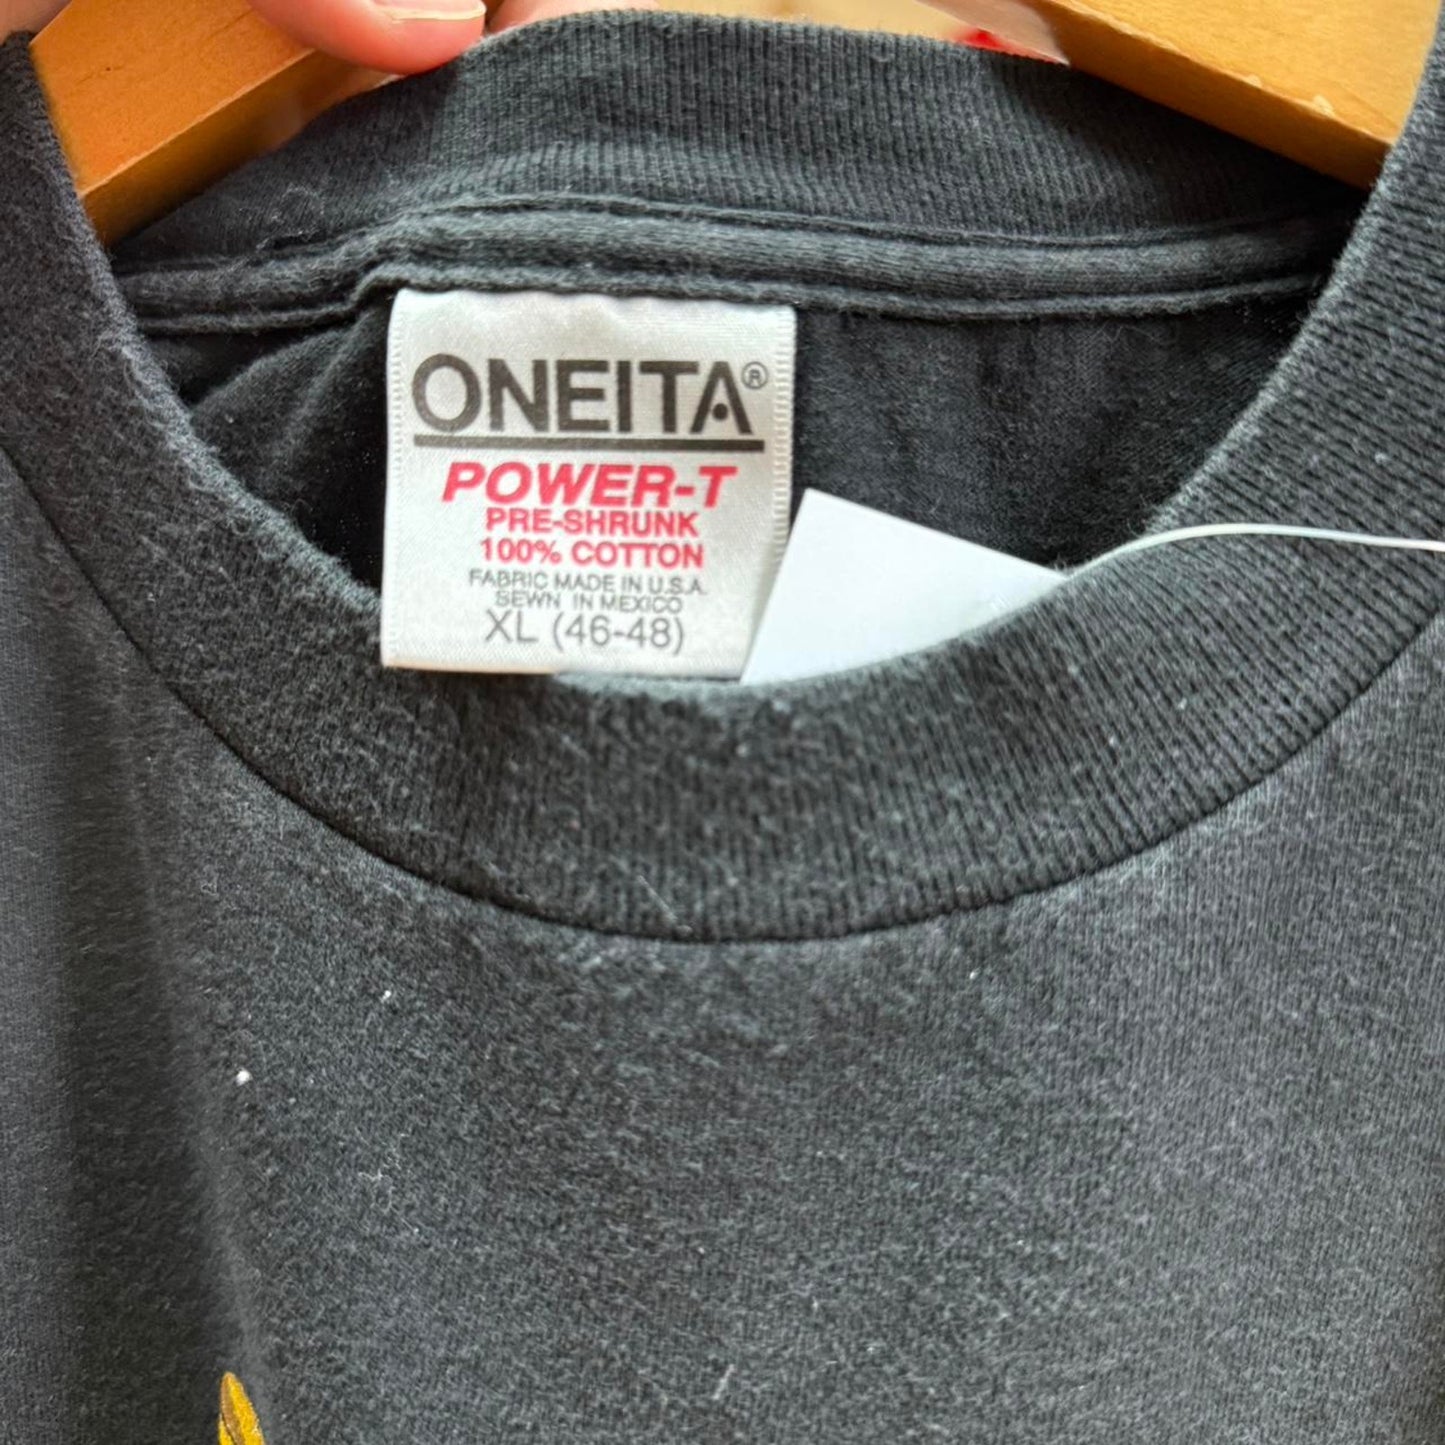 ONEITA®
POWER-T
PRE-SHRUNK
100% COTTON
FABRIC MADE IN U.S.A.
SEWN IN MEXICO
XL (46-48)